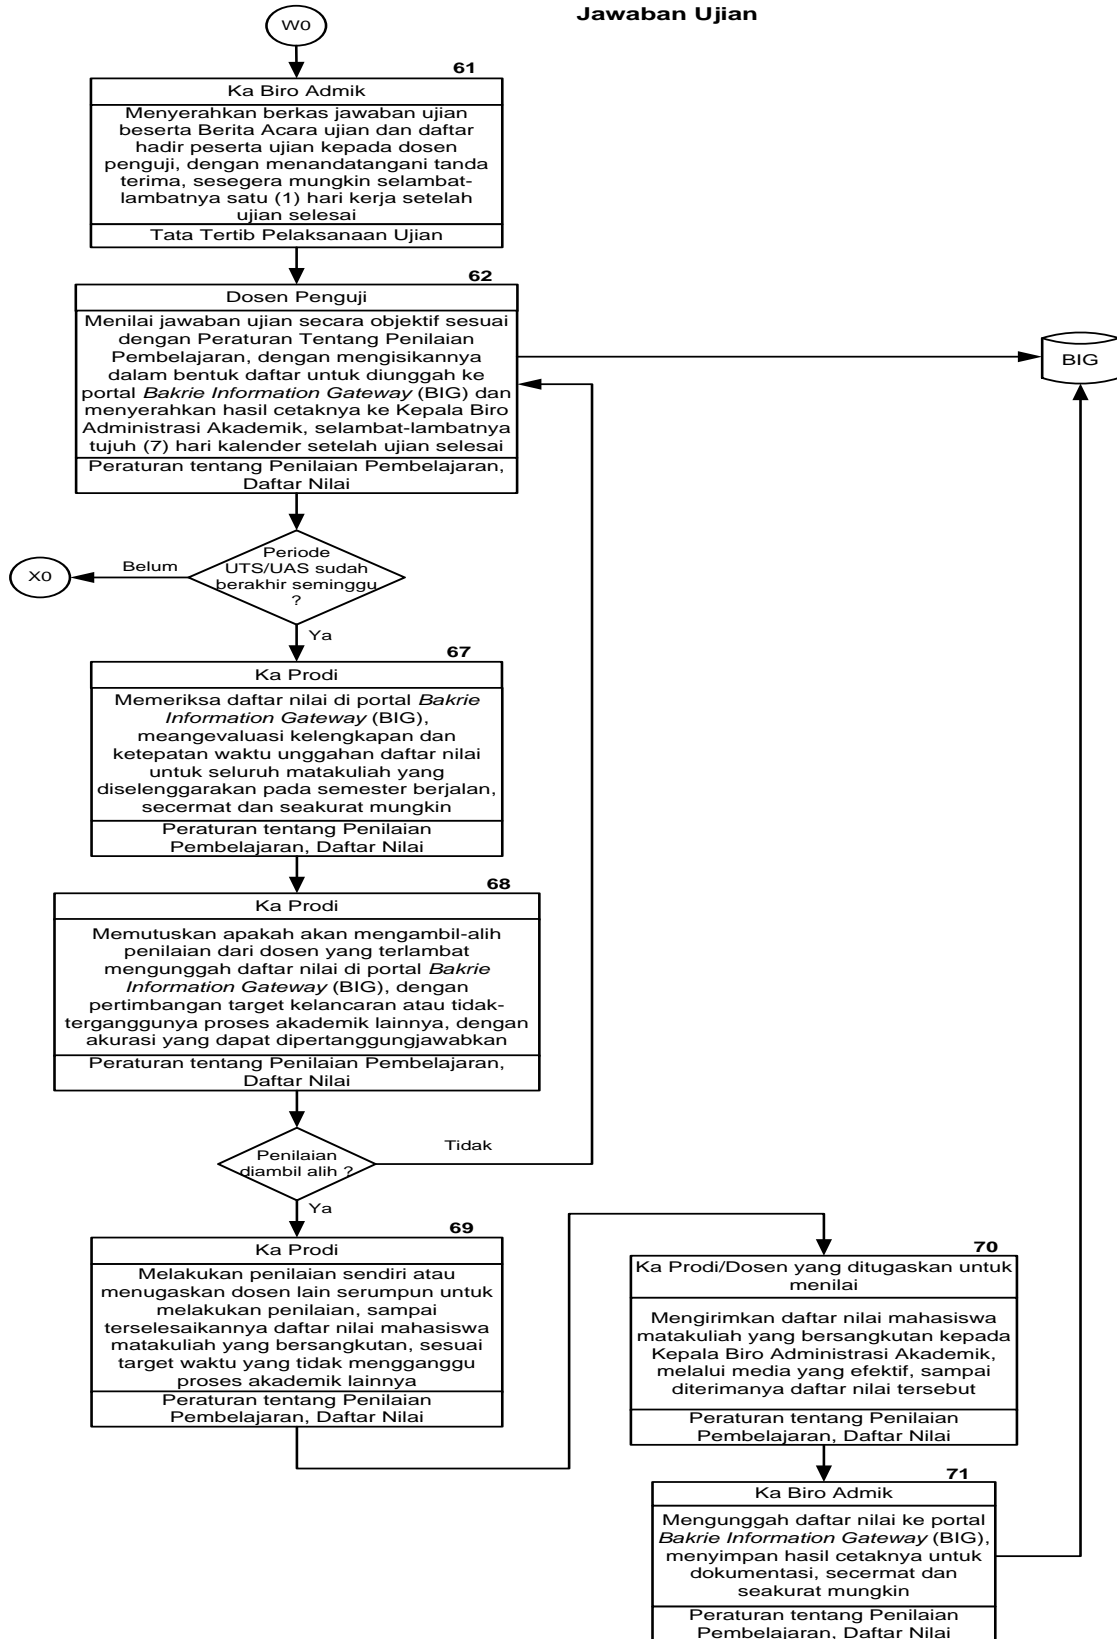 Jawaban Ujian
W0
61
Ka Biro Admik
Menyerahkan berkas jawaban ujian
beserta Berita Acara ujian dan daftar
hadir peserta ujian kepada dosen
penguji, dengan menandatangani tanda
terima, sesegera mungkin selambat-
lambatnya satu (1) hari kerja setelah
ujian selesai
Tata Tertib Pelaksanaan Ujian
62
Dosen Penguji
Menilai jawaban ujian secara objektif sesuai
dengan Peraturan Tentang Penilaian
Pembelajaran, dengan mengisikannya
dalam bentuk daftar untuk diunggah ke
portal Bakrie Information Gateway (BIG) dan
menyerahkan hasil cetaknya ke Kepala Biro
Administrasi Akademik, selambat-lambatnya
tujuh (7) hari kalender setelah ujian selesai
Peraturan tentang Penilaian Pembelajaran,
Daftar Nilai
BIG
Periode
UTS/UAS sudah
berakhir seminggu
?
Belum
X0
Ya
67
Ka Prodi
Memeriksa daftar nilai di portal Bakrie
Information Gateway (BIG),
meangevaluasi kelengkapan dan
ketepatan waktu unggahan daftar nilai
untuk seluruh matakuliah yang
diselenggarakan pada semester berjalan,
secermat dan seakurat mungkin
Peraturan tentang Penilaian
Pembelajaran, Daftar Nilai
68
Ka Prodi
Memutuskan apakah akan mengambil-alih
penilaian dari dosen yang terlambat
mengunggah daftar nilai di portal Bakrie
Information Gateway (BIG), dengan
pertimbangan target kelancaran atau tidak-
terganggunya proses akademik lainnya, dengan
akurasi yang dapat dipertanggungjawabkan
Peraturan tentang Penilaian Pembelajaran,
Daftar Nilai
Penilaian
diambil alih ?
Tidak
Ya
69
Ka Prodi
Melakukan penilaian sendiri atau
menugaskan dosen lain serumpun untuk
melakukan penilaian, sampai
terselesaikannya daftar nilai mahasiswa
matakuliah yang bersangkutan, sesuai
target waktu yang tidak mengganggu
proses akademik lainnya
Peraturan tentang Penilaian
Pembelajaran, Daftar Nilai
70
Ka Prodi/Dosen yang ditugaskan untuk
menilai
Mengirimkan daftar nilai mahasiswa
matakuliah yang bersangkutan kepada
Kepala Biro Administrasi Akademik,
melalui media yang efektif, sampai
diterimanya daftar nilai tersebut
Peraturan tentang Penilaian
Pembelajaran, Daftar Nilai
71
Ka Biro Admik
Mengunggah daftar nilai ke portal
Bakrie Information Gateway (BIG),
menyimpan hasil cetaknya untuk
dokumentasi, secermat dan
seakurat mungkin
Peraturan tentang Penilaian
Pembelajaran, Daftar Nilai